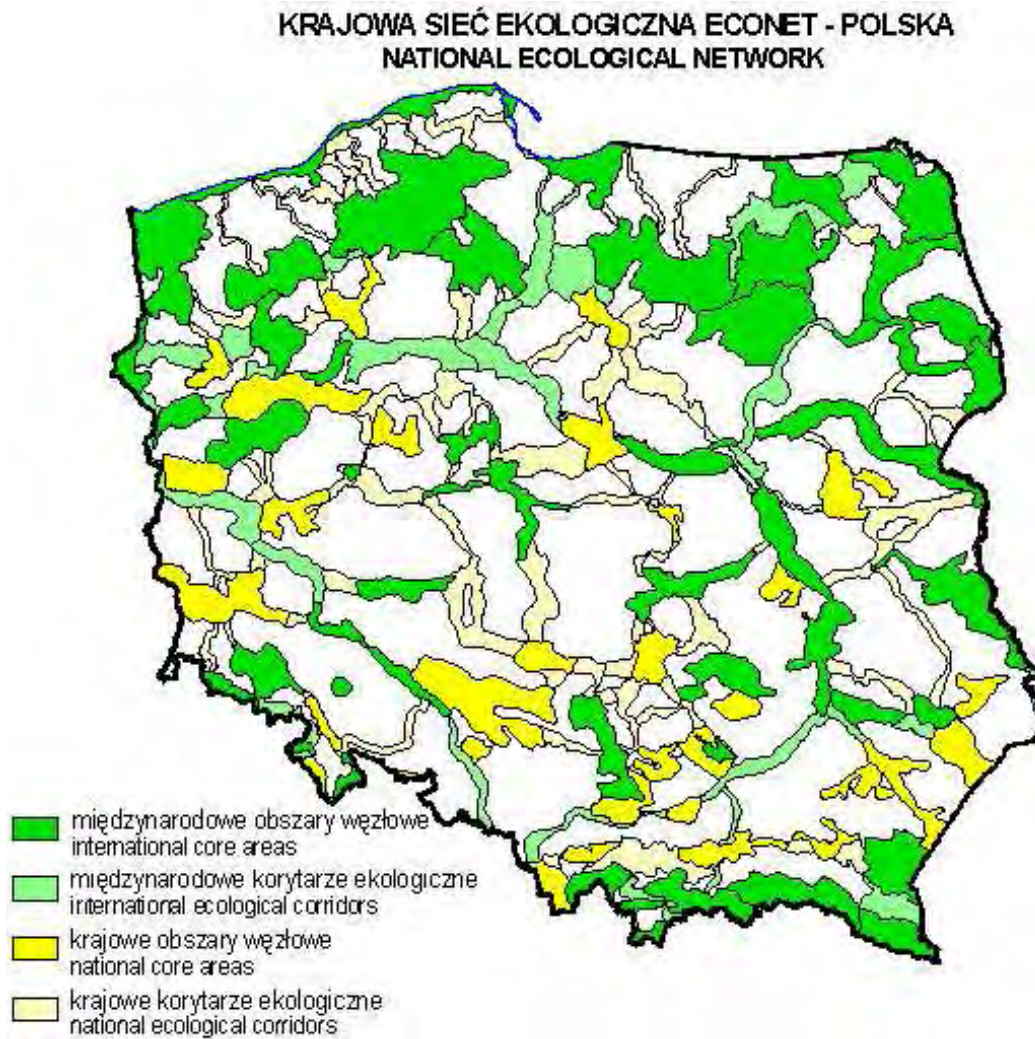 KRAJOWA SIEĆ EKOLOGICZNA ECONET - POLSKA
NATIONAL ECOLOGICAL NETWORK
międzynarodowe obszary węzłowe
international core areas
międzynarodowe korytarze ekologiczne
international ecological corridors
krajowe obszary węzłowe
national core areas
krajowe korytarze ekologiczne
national ecological corridors